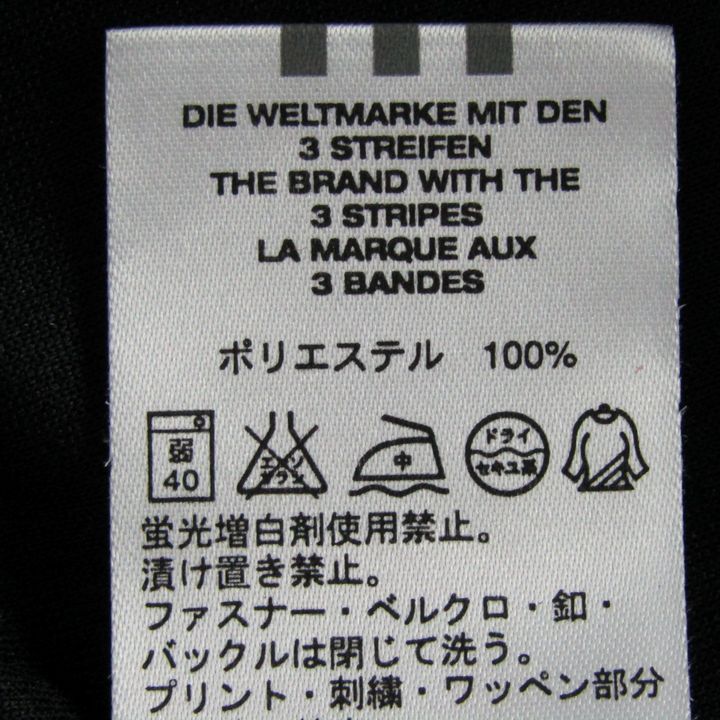 DIE WELTMARKE MIT DEN
3 STREIFEN
THE BRAND WITH THE
3 STRIPES
LA MARQUE AUX
3 BANDES
ポリエステル 100%
弱
40
エンソ
サラシ
中
ドライ
セキユ系
蛍光増白剤使用禁止。
漬け置き禁止。
ファスナー・ベルクロ・釦・
バックルは閉じて洗う。
プリント・刺繍・ワッペン部分